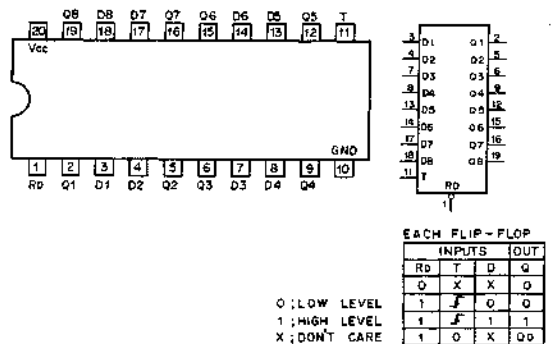 Q8 D8 D7 Q7 Q6 D6 D5 Q5 T
20 19 18 17 16 15 14 13 12 11
Vcc
GND
1 2 3 4 5 6 7 8 9 10
RD Q1 D1 D2 Q2 Q3 D3 D4 Q4
3 D1 Q1 2
4 D2 Q2 5
7 D3 Q3 6
8 D4 Q4 9
13 D5 Q5 12
14 D6 Q6 15
17 D7 Q7 16
18 D8 Q8 19
11 T
RD
1
EACH FLIP-FLOP
INPUTS OUT
RD T D Q
0 X X 0
1 0 0
1 1 1
1 0 X Q0
0 ; LOW LEVEL
1 ; HIGH LEVEL
X ; DON'T CARE